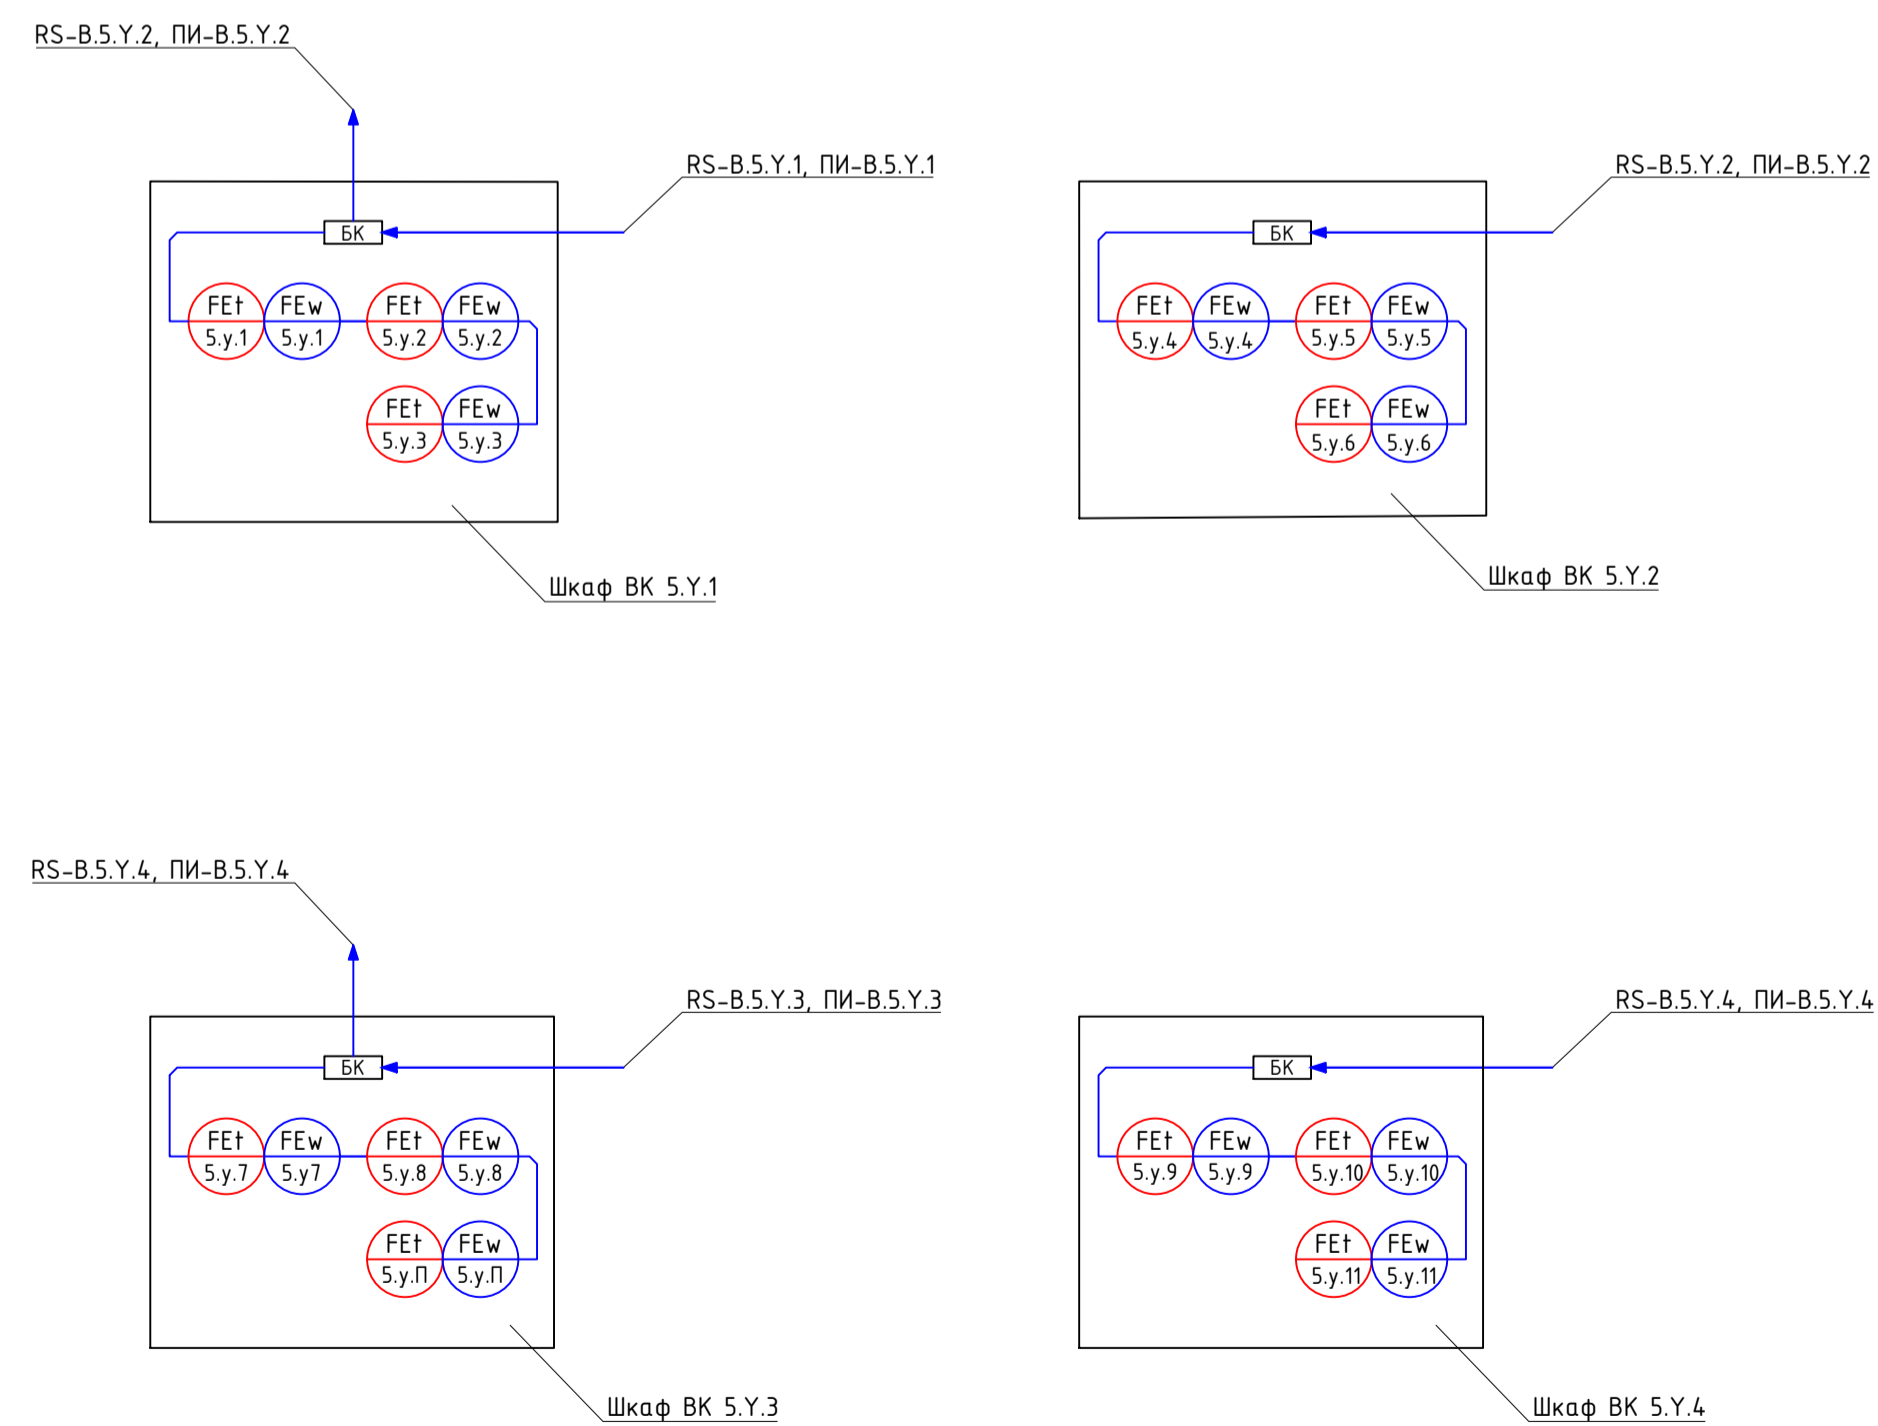 RS-В.5.Y.2, ПИ-В.5.Y.2
RS-В.5.Y.1, ПИ-В.5.Y.1
БК
FEt FEw FEt FEw
5.y.1 5.y.1 5.y.2 5.y.2
FEt FEw
5.y.3 5.y.3
Шкаф ВК 5.Y.1
RS-В.5.Y.2, ПИ-В.5.Y.2
БК
FEt FEw FEt FEw
5.y.4 5.y.4 5.y.5 5.y.5
FEt FEw
5.y.6 5.y.6
Шкаф ВК 5.Y.2
RS-В.5.Y.4, ПИ-В.5.Y.4
RS-В.5.Y.3, ПИ-В.5.Y.3
БК
FEt FEw FEt FEw
5.y.7 5.y7 5.y.8 5.y.8
FEt FEw
5.y.П 5.y.П
Шкаф ВК 5.Y.3
RS-В.5.Y.4, ПИ-В.5.Y.4
БК
FEt FEw FEt FEw
5.y.9 5.y.9 5.y.10 5.y.10
FEt FEw
5.y.11 5.y.11
Шкаф ВК 5.Y.4